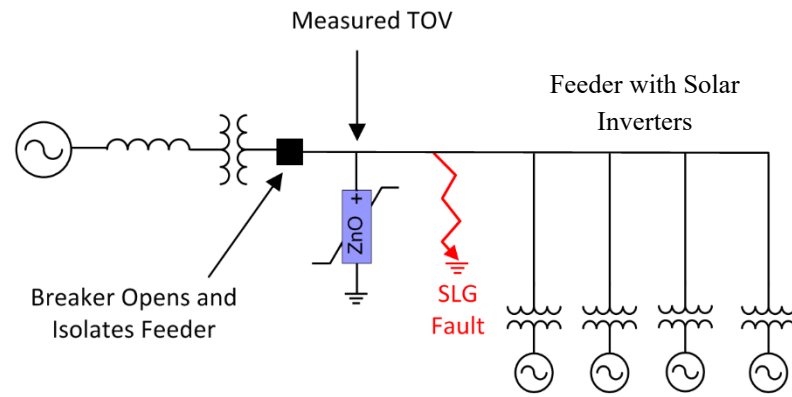 Measured TOV
Feeder with Solar
Inverters
ZnO +
Breaker Opens and
Isolates Feeder
SLG
Fault